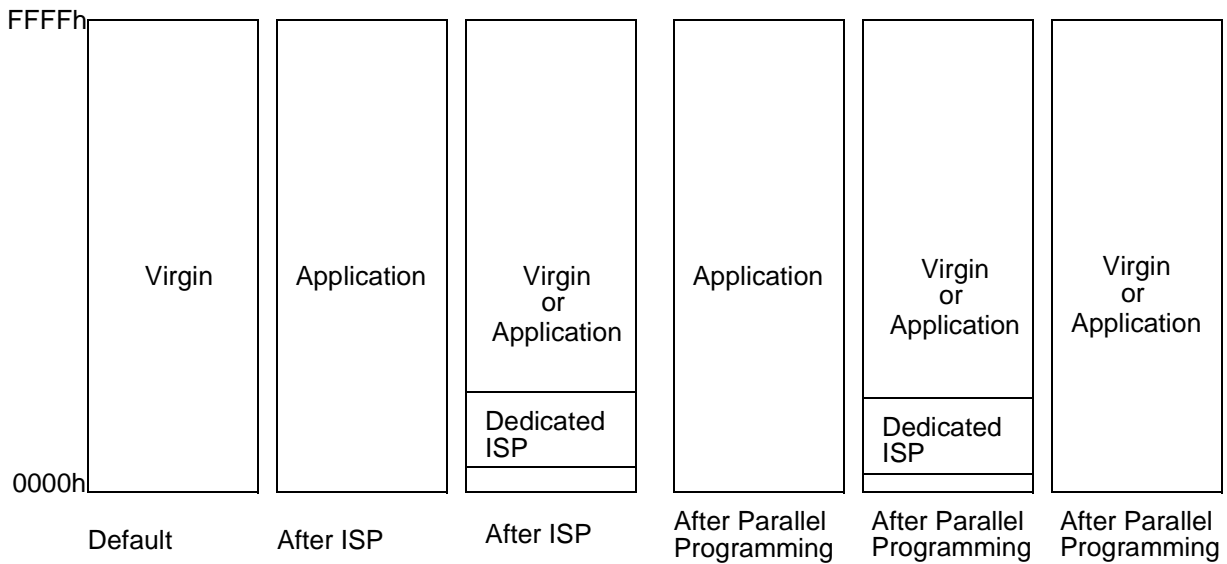 FFFFh
Virgin
Application
Virgin
or
Application
Dedicated
ISP
Application
Virgin
or
Application
Dedicated
ISP
Virgin
or
Application
0000h
Default
After ISP
After ISP
After Parallel
Programming
After Parallel
Programming
After Parallel
Programming